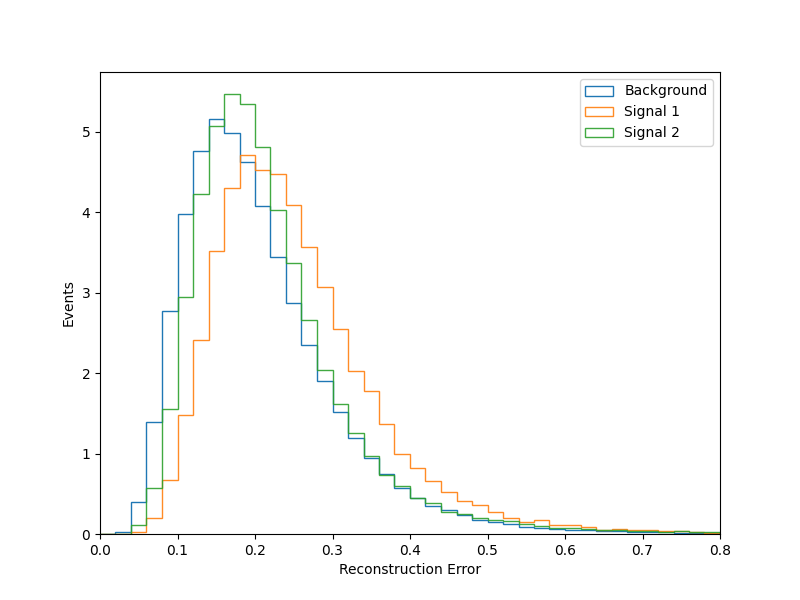 Background
Signal 1
Signal 2
Events
5
4
3
2
1
0
0.0 0.1 0.2 0.3 0.4 0.5 0.6 0.7 0.8
Reconstruction Error